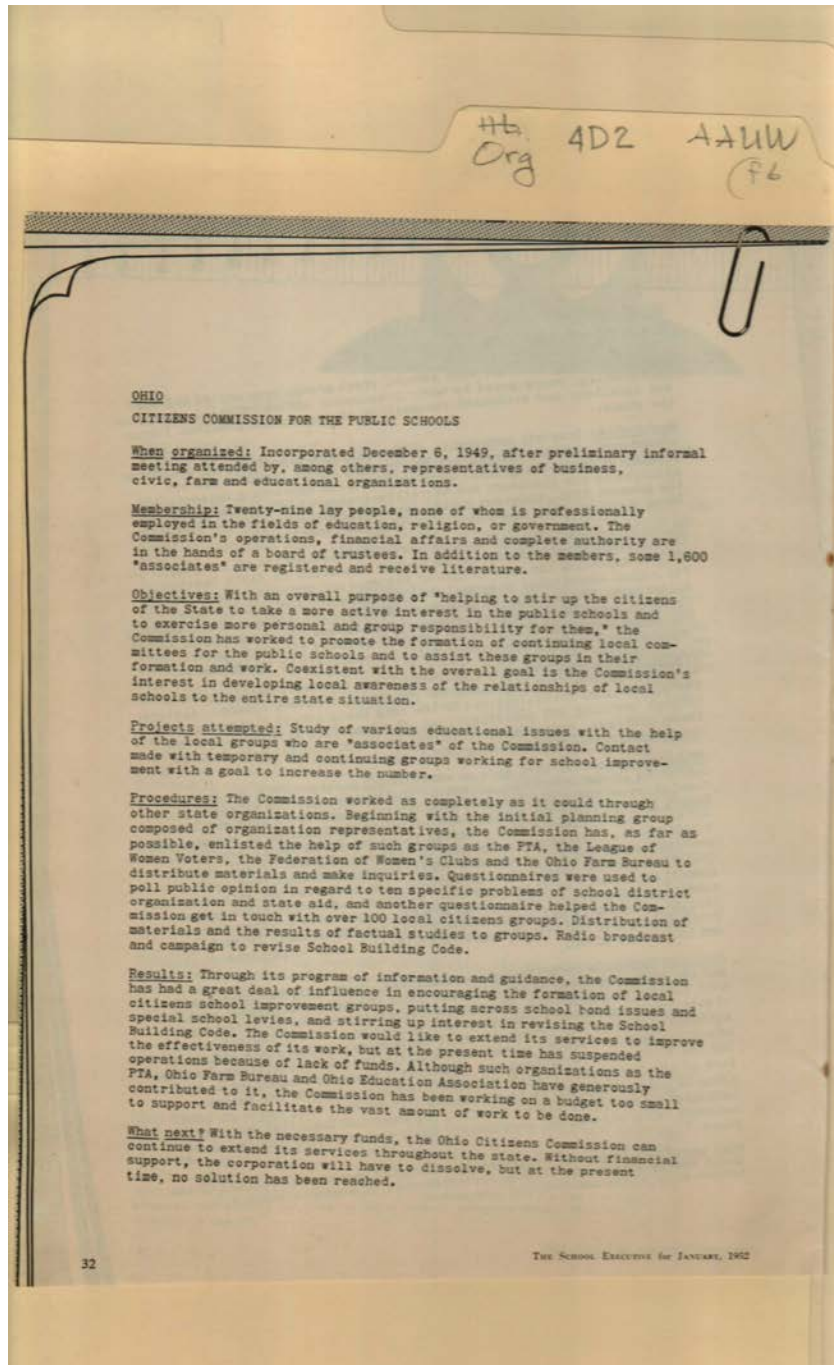 Org 4D2 AAUW
OHIO
CITIZENS COMMISSION FOR THE PUBLIC SCHOOLS
When organized: Incorporated December 6, 1949, after preliminary informal
meeting attended by, among others, representatives of business,
civic, farm and educational organizations.
Membership: Twenty-nine lay people, none of whom is professionally
employed in the fields of education, religion, or government. The
Commission's operations, financial affairs and complete authority are
in the hands of a board of trustees. In addition to the members, some 1,600
"associates" are registered and receive literature.
Objectives: With an overall purpose of "helping to stir up the citizens
of the State to take a more active interest in the public schools and
to exercise more personal and group responsibility for them," the
Commission has worked to promote the formation of continuing local com-
mittees for the public schools and to assist these groups in their
formation and work. Coexistent with the overall goal is the Commission's
interest in developing local awareness of the relationships of local
schools to the entire state situation.
Projects attempted: Study of various educational issues with the help
of the local groups who are "associates" of the Commission. Contact
made with temporary and continuing groups working for school improve-
ment with a goal to increase the number.
Procedures: The Commission worked as completely as it could through
other state organizations. Beginning with the initial planning group
composed of organization representatives, the Commission has, as far as
possible, enlisted the help of such groups as the PTA, the League of
Women Voters, the Federation of Women's Clubs and the Ohio Farm Bureau to
distribute materials and make inquiries. Questionnaires were used to
poll public opinion in regard to ten specific problems of school district
organization and state aid, and another questionnaire helped the Com-
mission get in touch with over 100 local citizens groups. Distribution of
materials and the results of factual studies to groups. Radio broadcast
and campaign to revise School Building Code.
Results: Through its program of information and guidance, the Commission
has had a great deal of influence in encouraging the formation of local
citizens school improvement groups, putting across school bond issues and
special school levies, and stirring up interest in revising the School
Building Code. The Commission would like to extend its services to improve
the effectiveness of its work, but at the present time has suspended
operations because of lack of funds. Although such organizations as the
PTA, Ohio Farm Bureau and Ohio Education Association have generously
contributed to it, the Commission has been working on a budget too small
to support and facilitate the vast amount of work to be done.
What next? With the necessary funds, the Ohio Citizens Commission can
continue to extend its services throughout the state. Without financial
support, the corporation will have to dissolve, but at the present
time, no solution has been reached.
32
THE SCHOOL EXECUTIVE for JANUARY, 1952